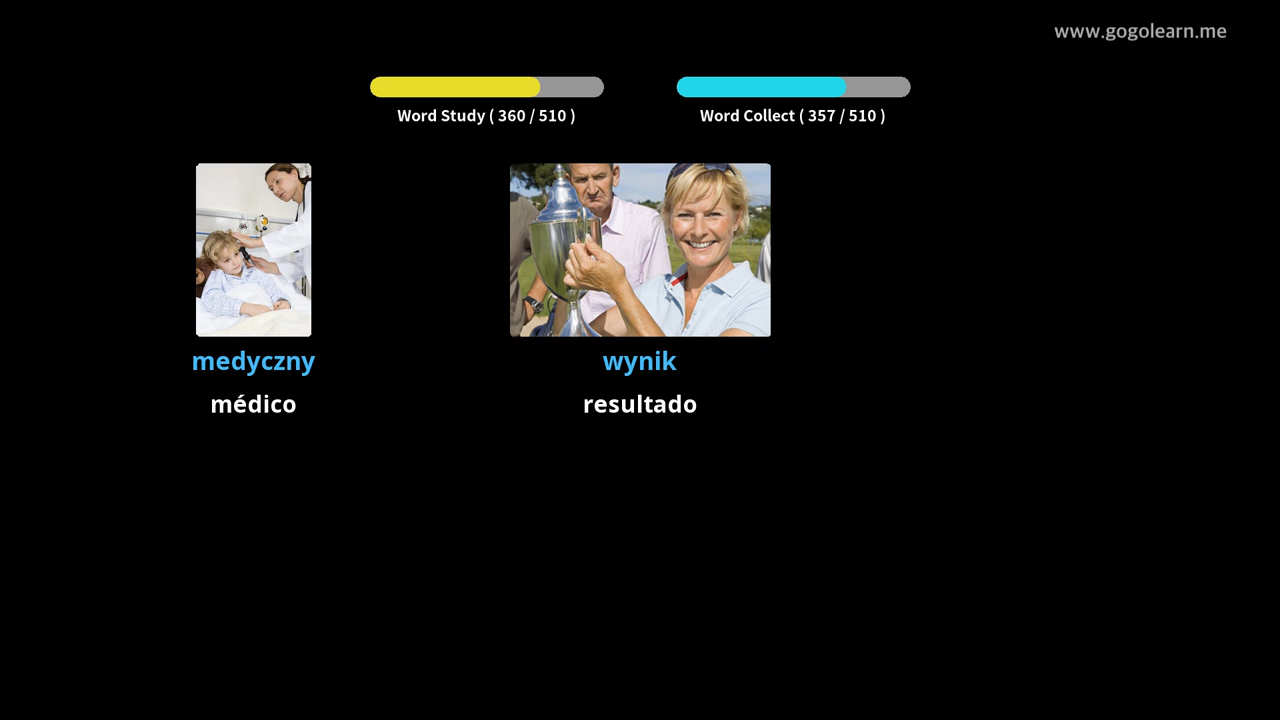 www.gogolearn.me
Word Study ( 360 / 510 )
Word Collect ( 357 / 510 )
medyczny
médico
wynik
resultado